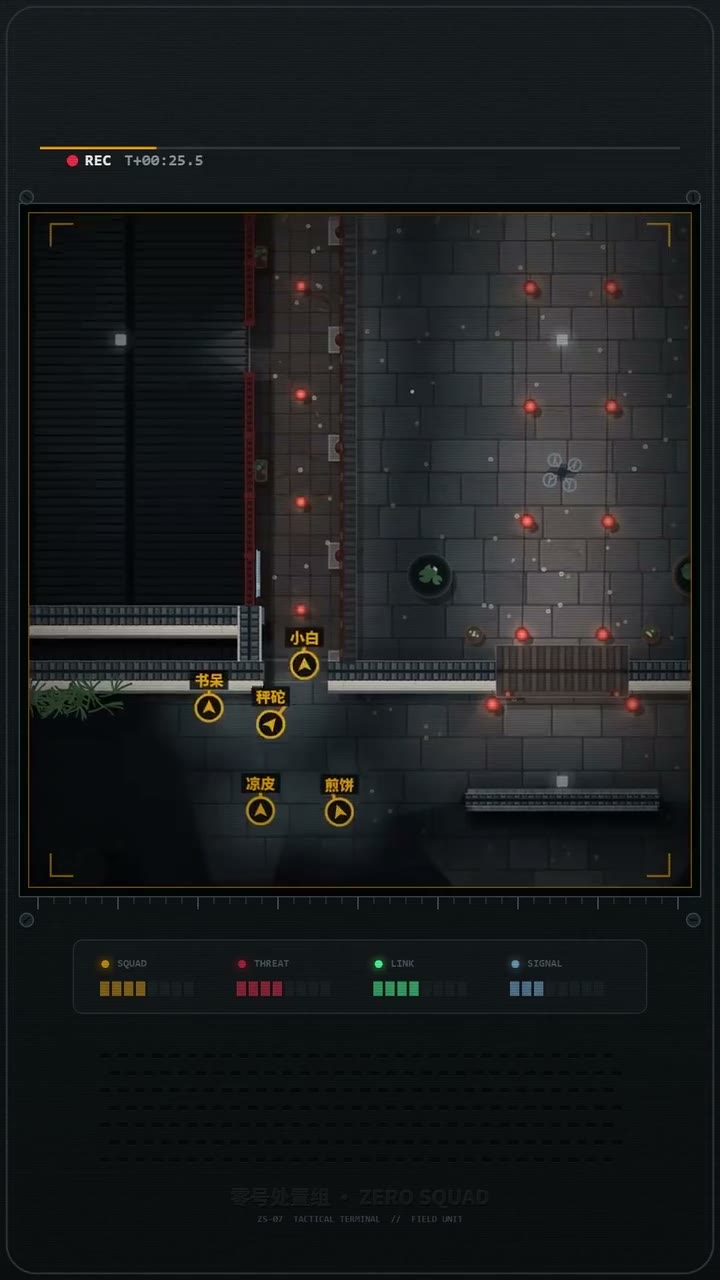 REC T+00:25.5
小白
书呆
秤砣
凉皮
煎饼
SQUAD
THREAT
LINK
SIGNAL
零号处置组 • ZERO SQUAD
ZS-07 TACTICAL TERMINAL // FIELD UNIT